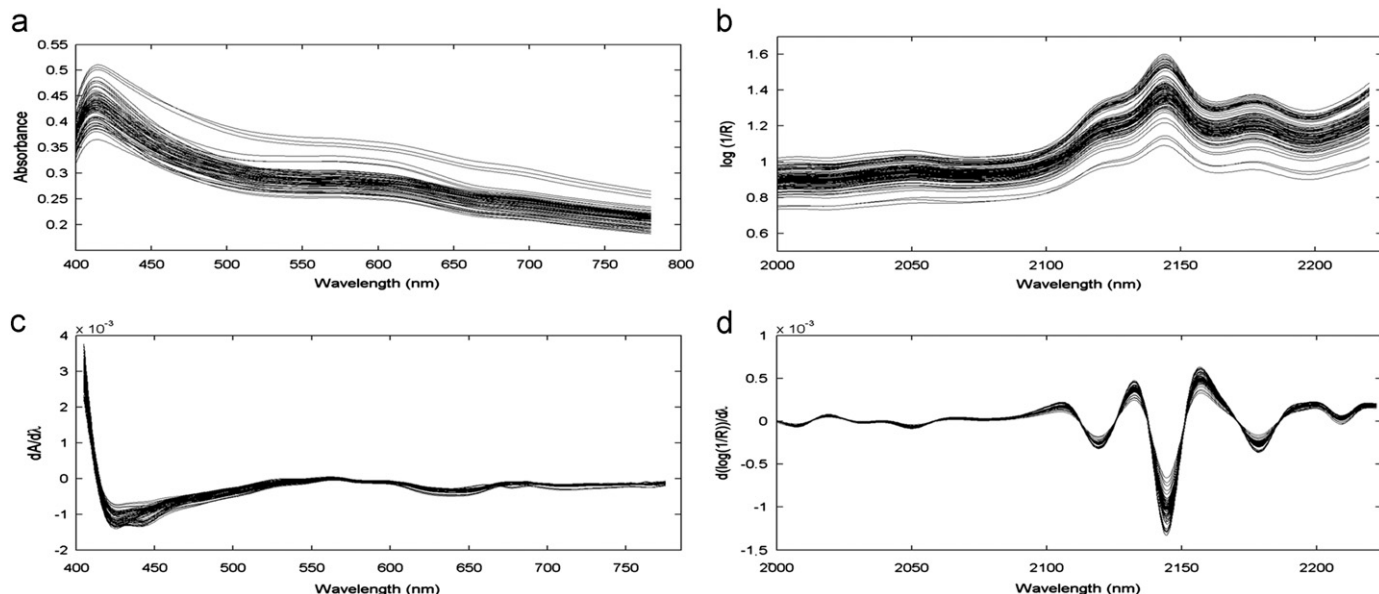 a
0.55
0.5
0.45
0.4
0.35
0.3
0.25
0.2
Absorbance
400 450 500 550 600 650 700 750 800
Wavelength (nm)
b
1.6
1.4
1.2
1
0.8
0.6
log (1/R)
2000 2050 2100 2150 2200
Wavelength (nm)
c
× 10⁻³
4
3
2
1
0
-1
-2
dA/dλ
400 450 500 550 600 650 700 750
Wavelength (nm)
d
× 10⁻³
1
0.5
0
-0.5
-1
-1,5
d(log(1/R))/dλ
2000 2050 2100 2150 2200
Wavelength (nm)